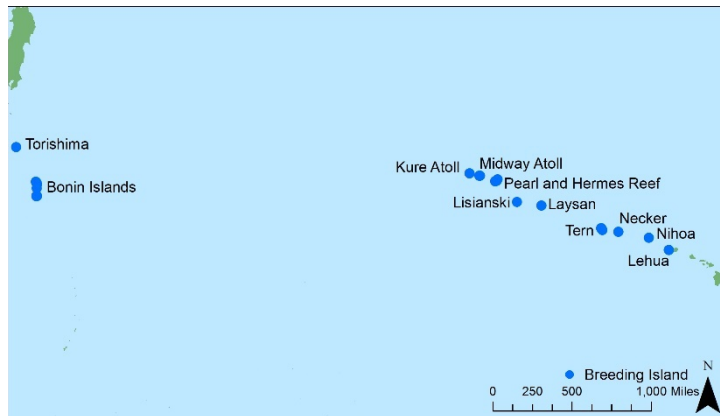 Torishima
Bonin Islands
Kure Atoll
Midway Atoll
Pearl and Hermes Reef
Lisianski
Laysan
Tern
Necker
Nihoa
Lehua
Breeding Island
N
0 250 500 1,000 Miles